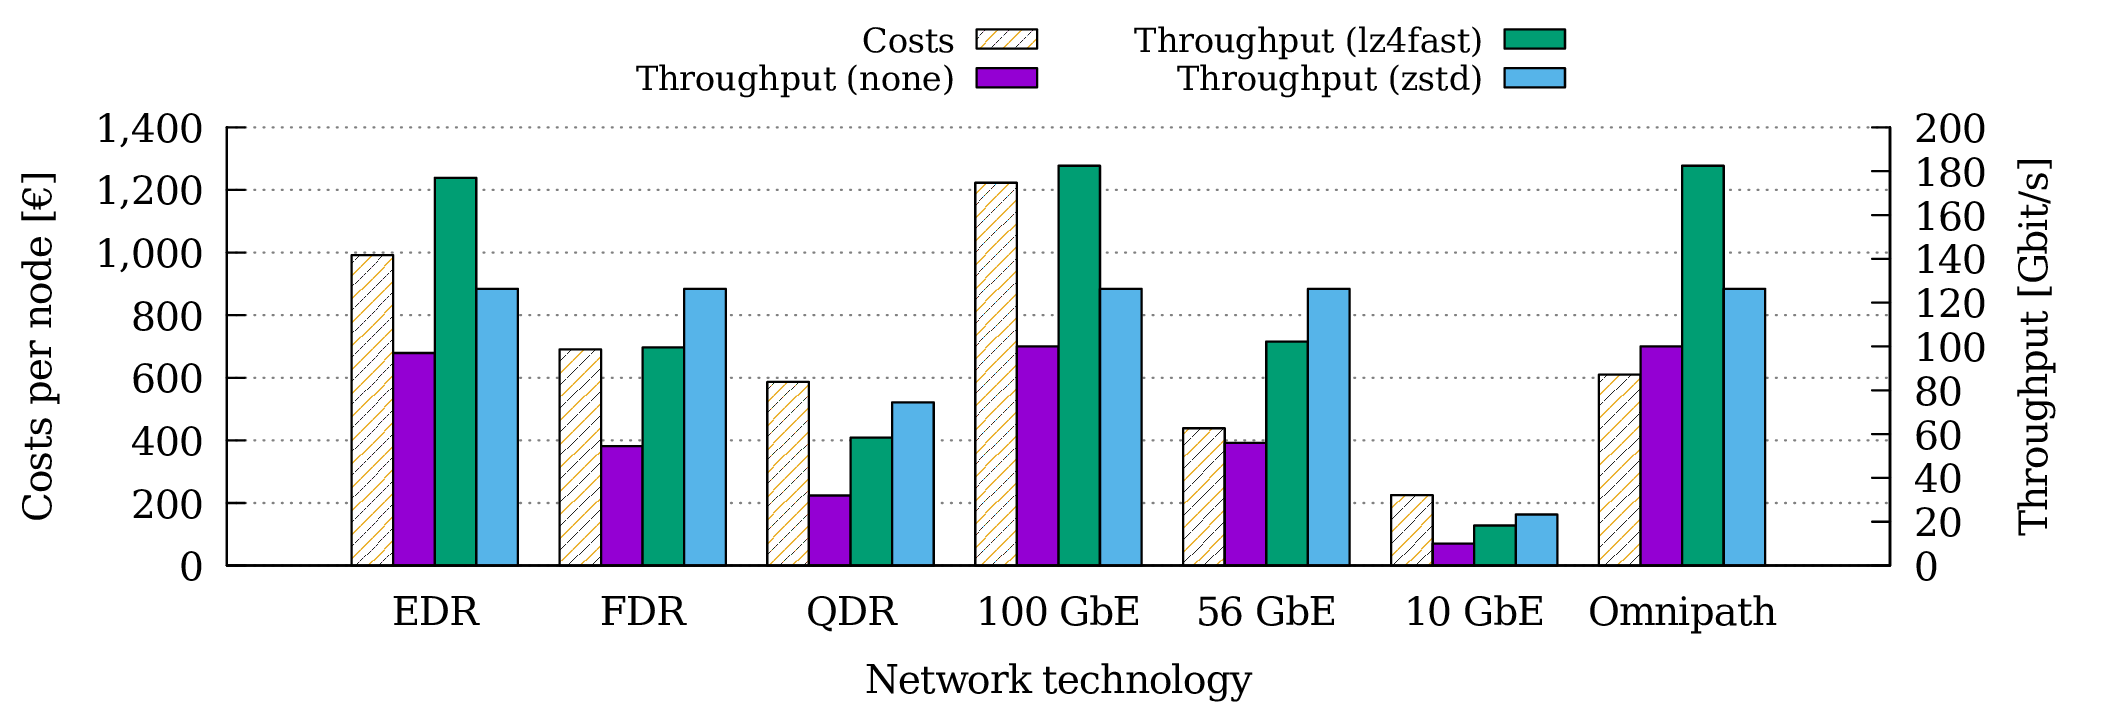 Costs
Throughput (none)
Throughput (lz4fast)
Throughput (zstd)
Costs per node [€]
1,400
1,200
1,000
800
600
400
200
0
200
180
160
140
120
100
80
60
40
20
0
Throughput [Gbit/s]
EDR FDR QDR 100 GbE 56 GbE 10 GbE Omnipath
Network technology